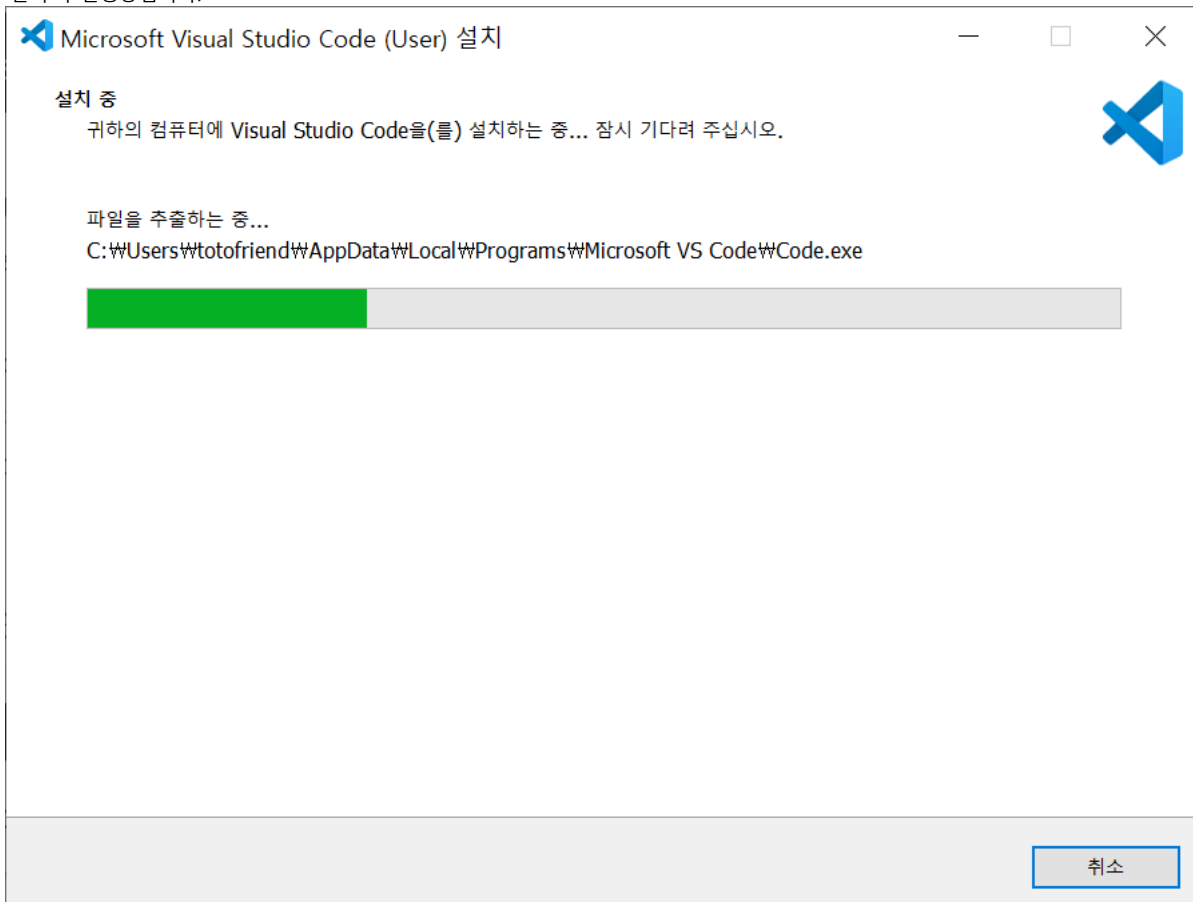 Microsoft Visual Studio Code (User) 설치
설치 중
귀하의 컴퓨터에 Visual Studio Code을(를) 설치하는 중... 잠시 기다려 주십시오.
파일을 추출하는 중...
C:₩Users₩totofriend₩AppData₩Local₩Programs₩Microsoft VS Code₩Code.exe
취소